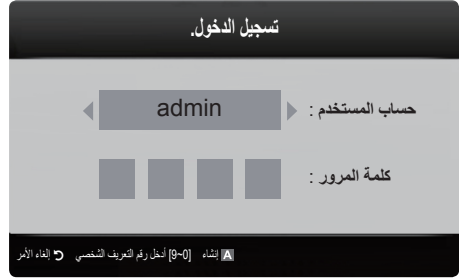 تسجيل الدخول.
حساب المستخدم : admin
كلمة المرور :
A إنشاء [0~9] أدخل رقم التعريف الشخصي إلغاء الأمر